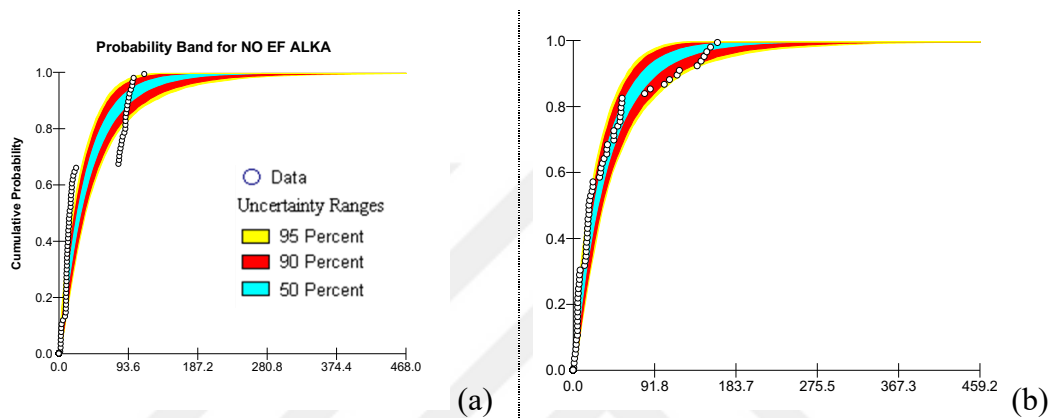 Probability Band for NO EF ALKA
Cumulative Probability
1.0
0.8
0.6
0.4
0.2
0.0
0.0 93.6 187.2 280.8 374.4 468.0
Data
Uncertainty Ranges
95 Percent
90 Percent
50 Percent
(a)
1.0
0.8
0.6
0.4
0.2
0.0
0.0 91.8 183.7 275.5 367.3 459.2
(b)